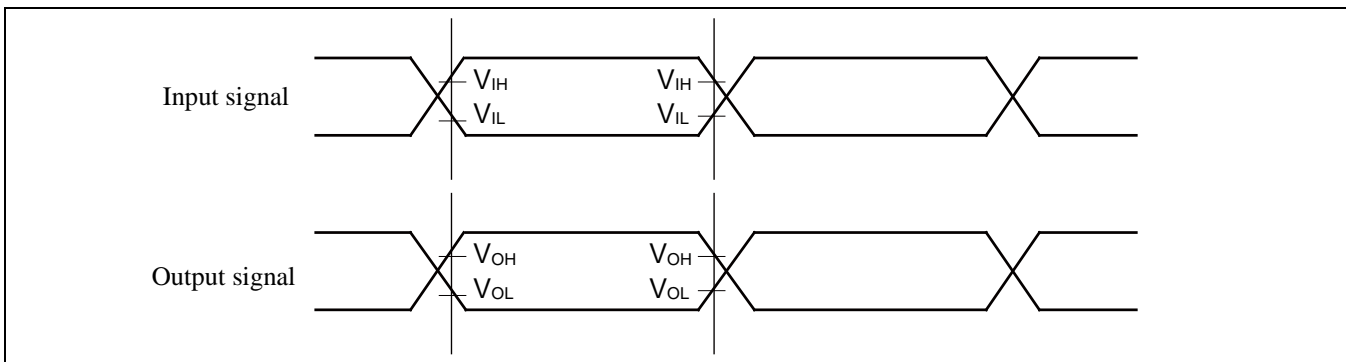 Input signal
VIH VIH
VIL VIL
Output signal
VOH VOH
VOL VOL